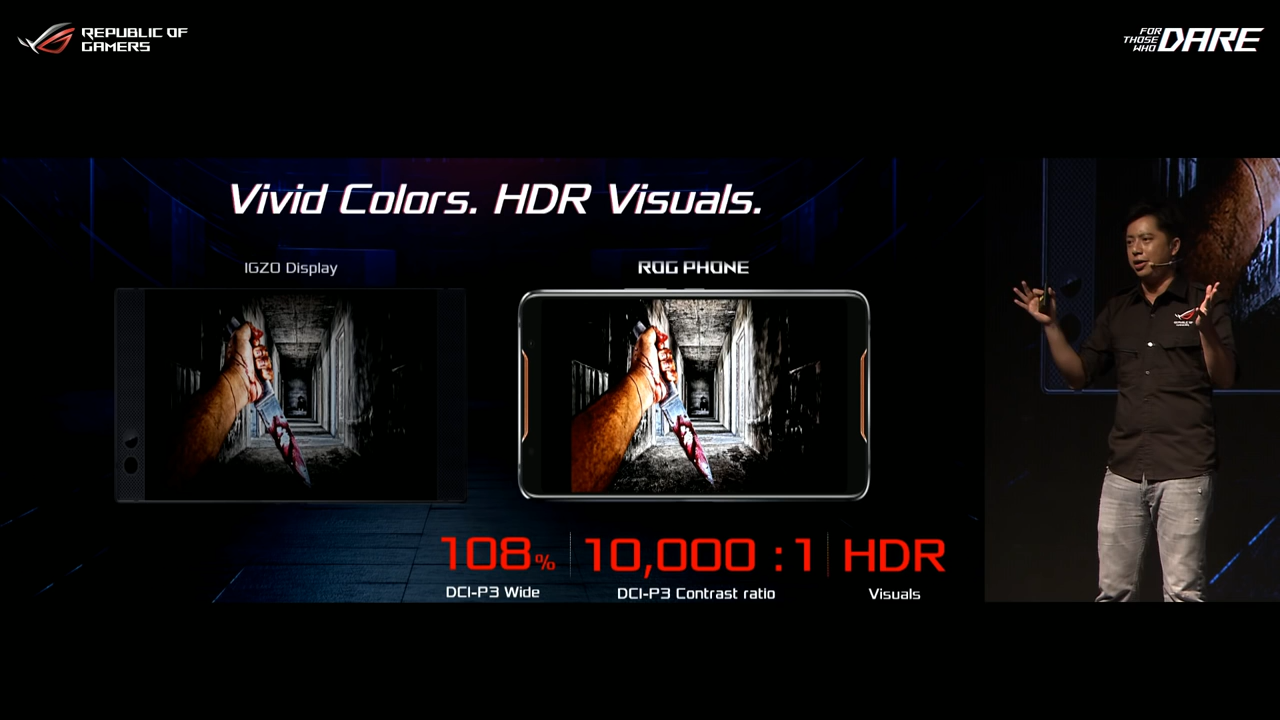 REPUBLIC OF
GAMERS
FOR
THOSE
WHO
DARE
Vivid Colors. HDR Visuals.
IGZO Display
ROG PHONE
108%
10,000 :1
HDR
DCI-P3 Wide
DCI-P3 Contrast ratio
Visuals